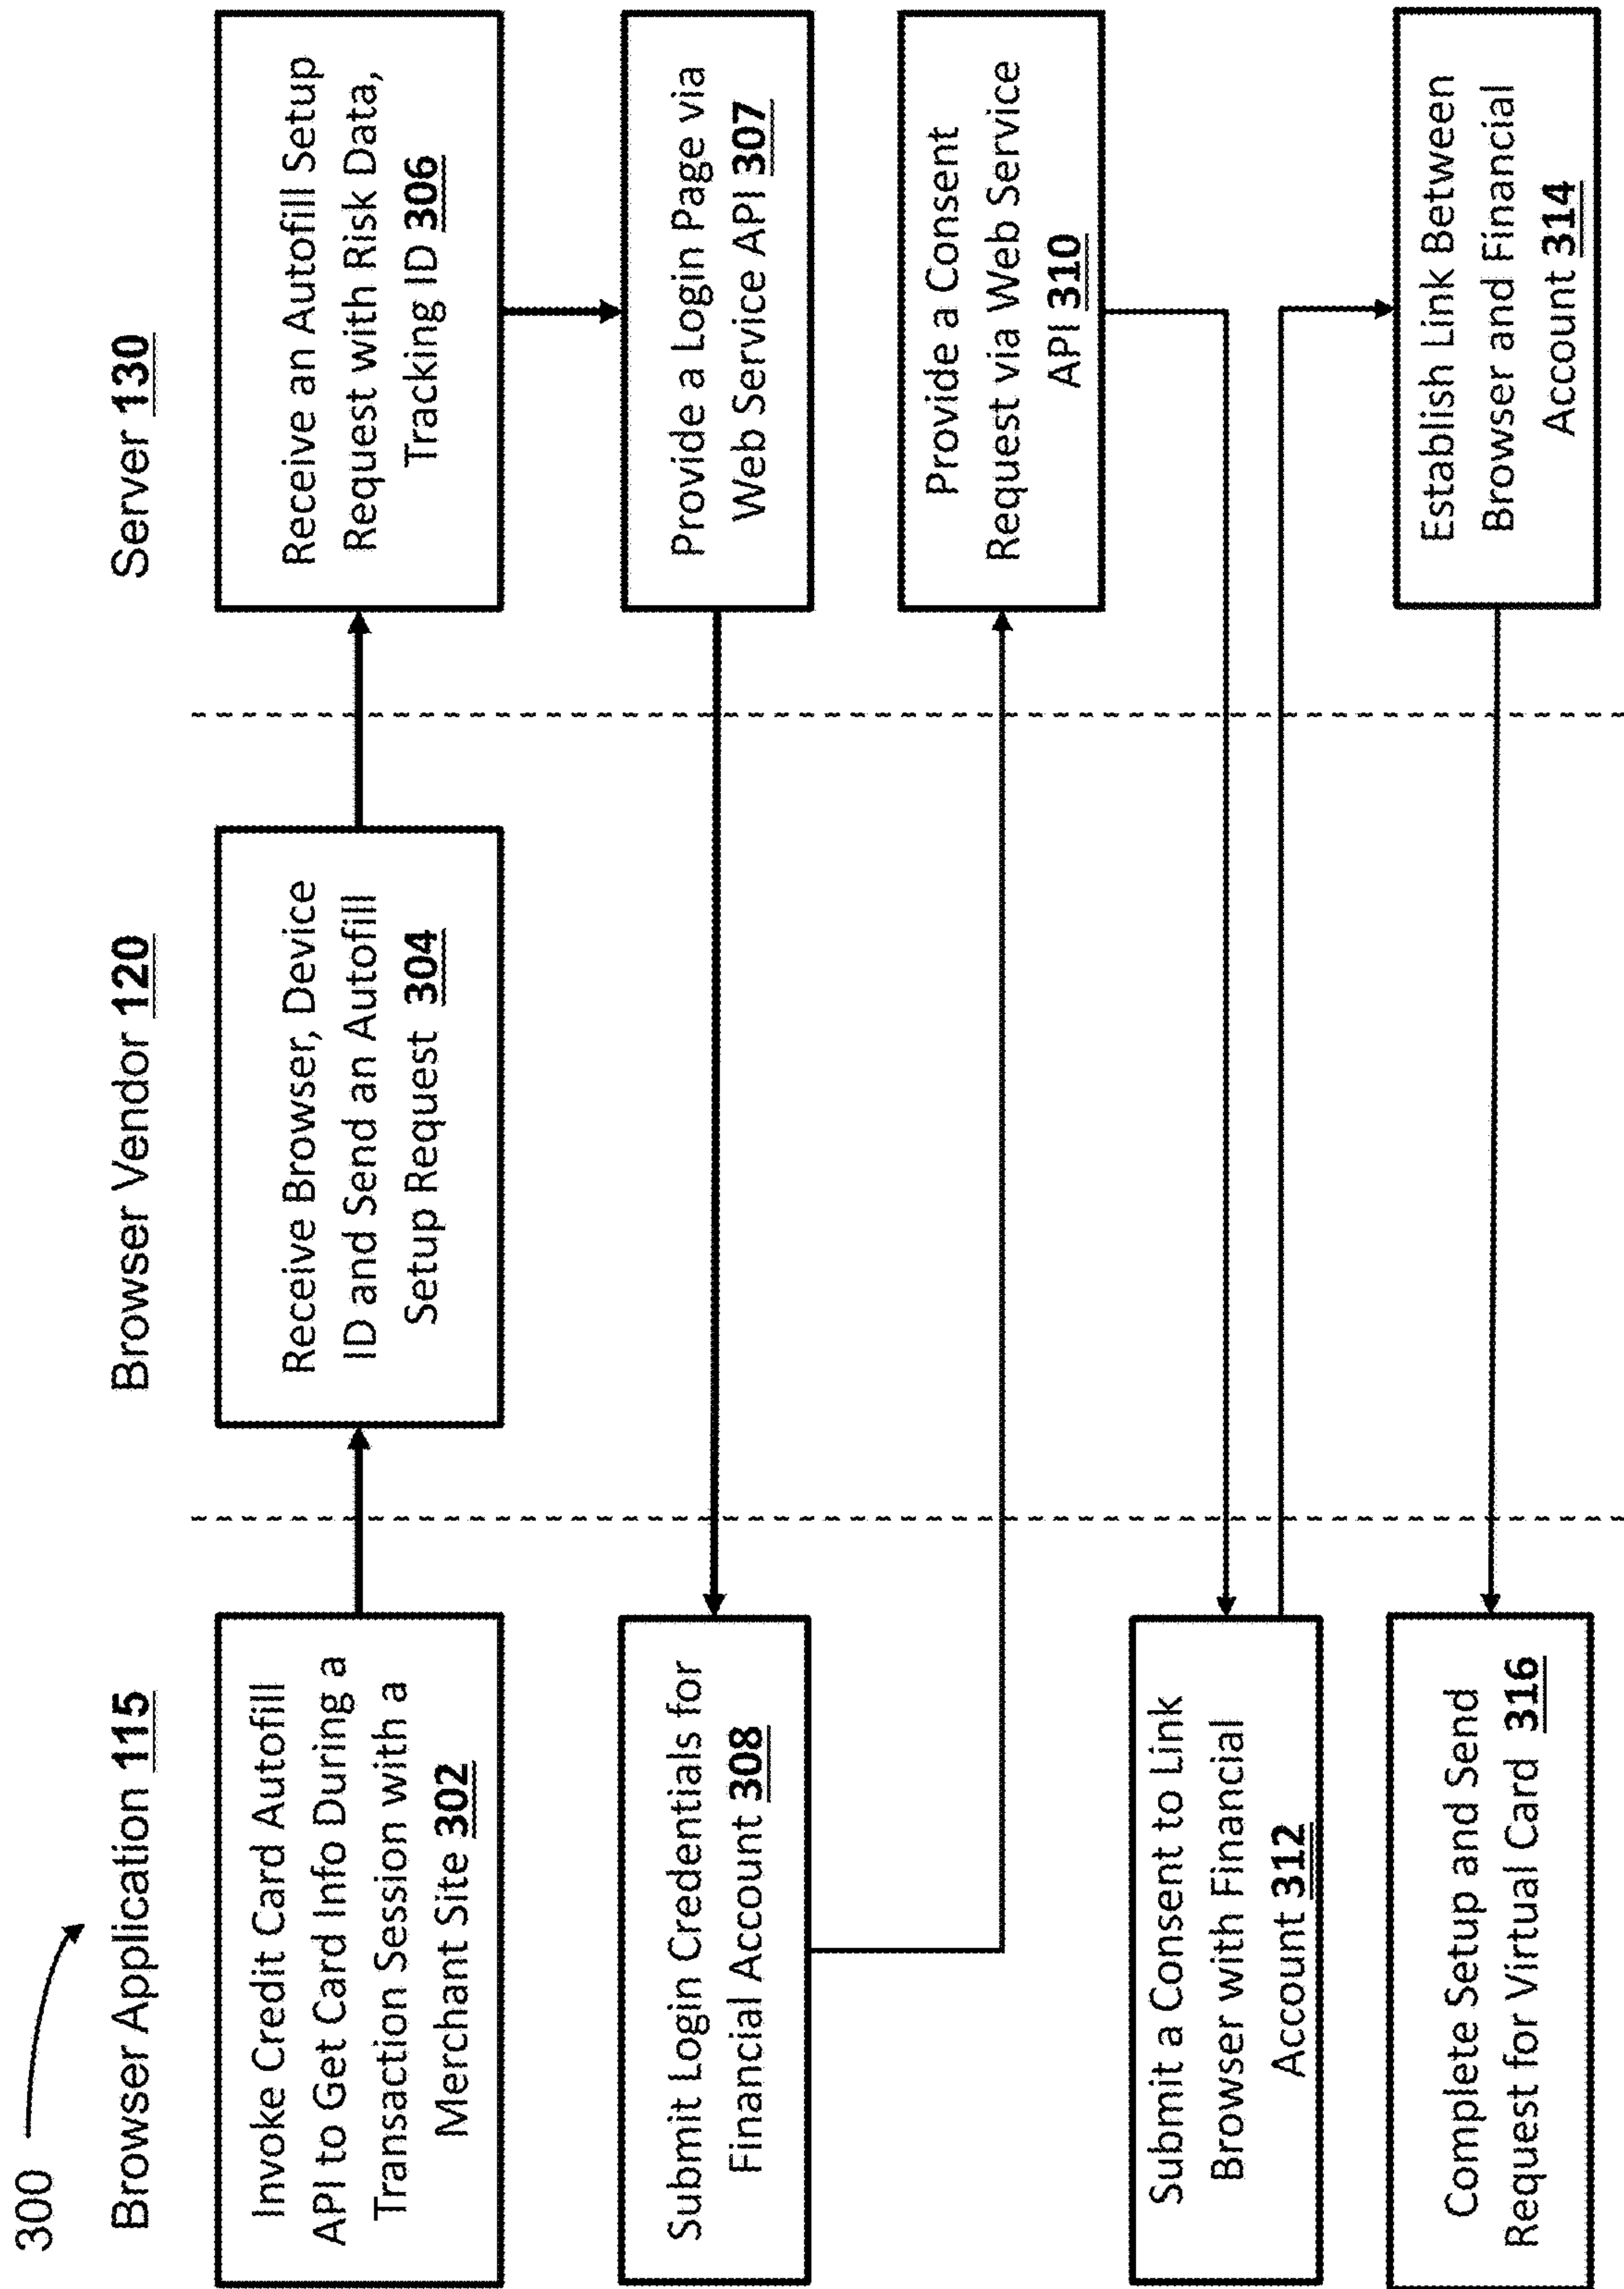 300
Browser Application 115
Browser Vendor 120
Server 130
Invoke Credit Card Autofill
API to Get Card Info During a
Transaction Session with a
Merchant Site 302
Receive Browser, Device
ID and Send an Autofill
Setup Request 304
Receive an Autofill Setup
Request with Risk Data,
Tracking ID 306
Provide a Login Page via
Web Service API 307
Submit Login Credentials for
Financial Account 308
Provide a Consent
Request via Web Service
API 310
Submit a Consent to Link
Browser with Financial
Account 312
Establish Link Between
Browser and Financial
Account 314
Complete Setup and Send
Request for Virtual Card 316